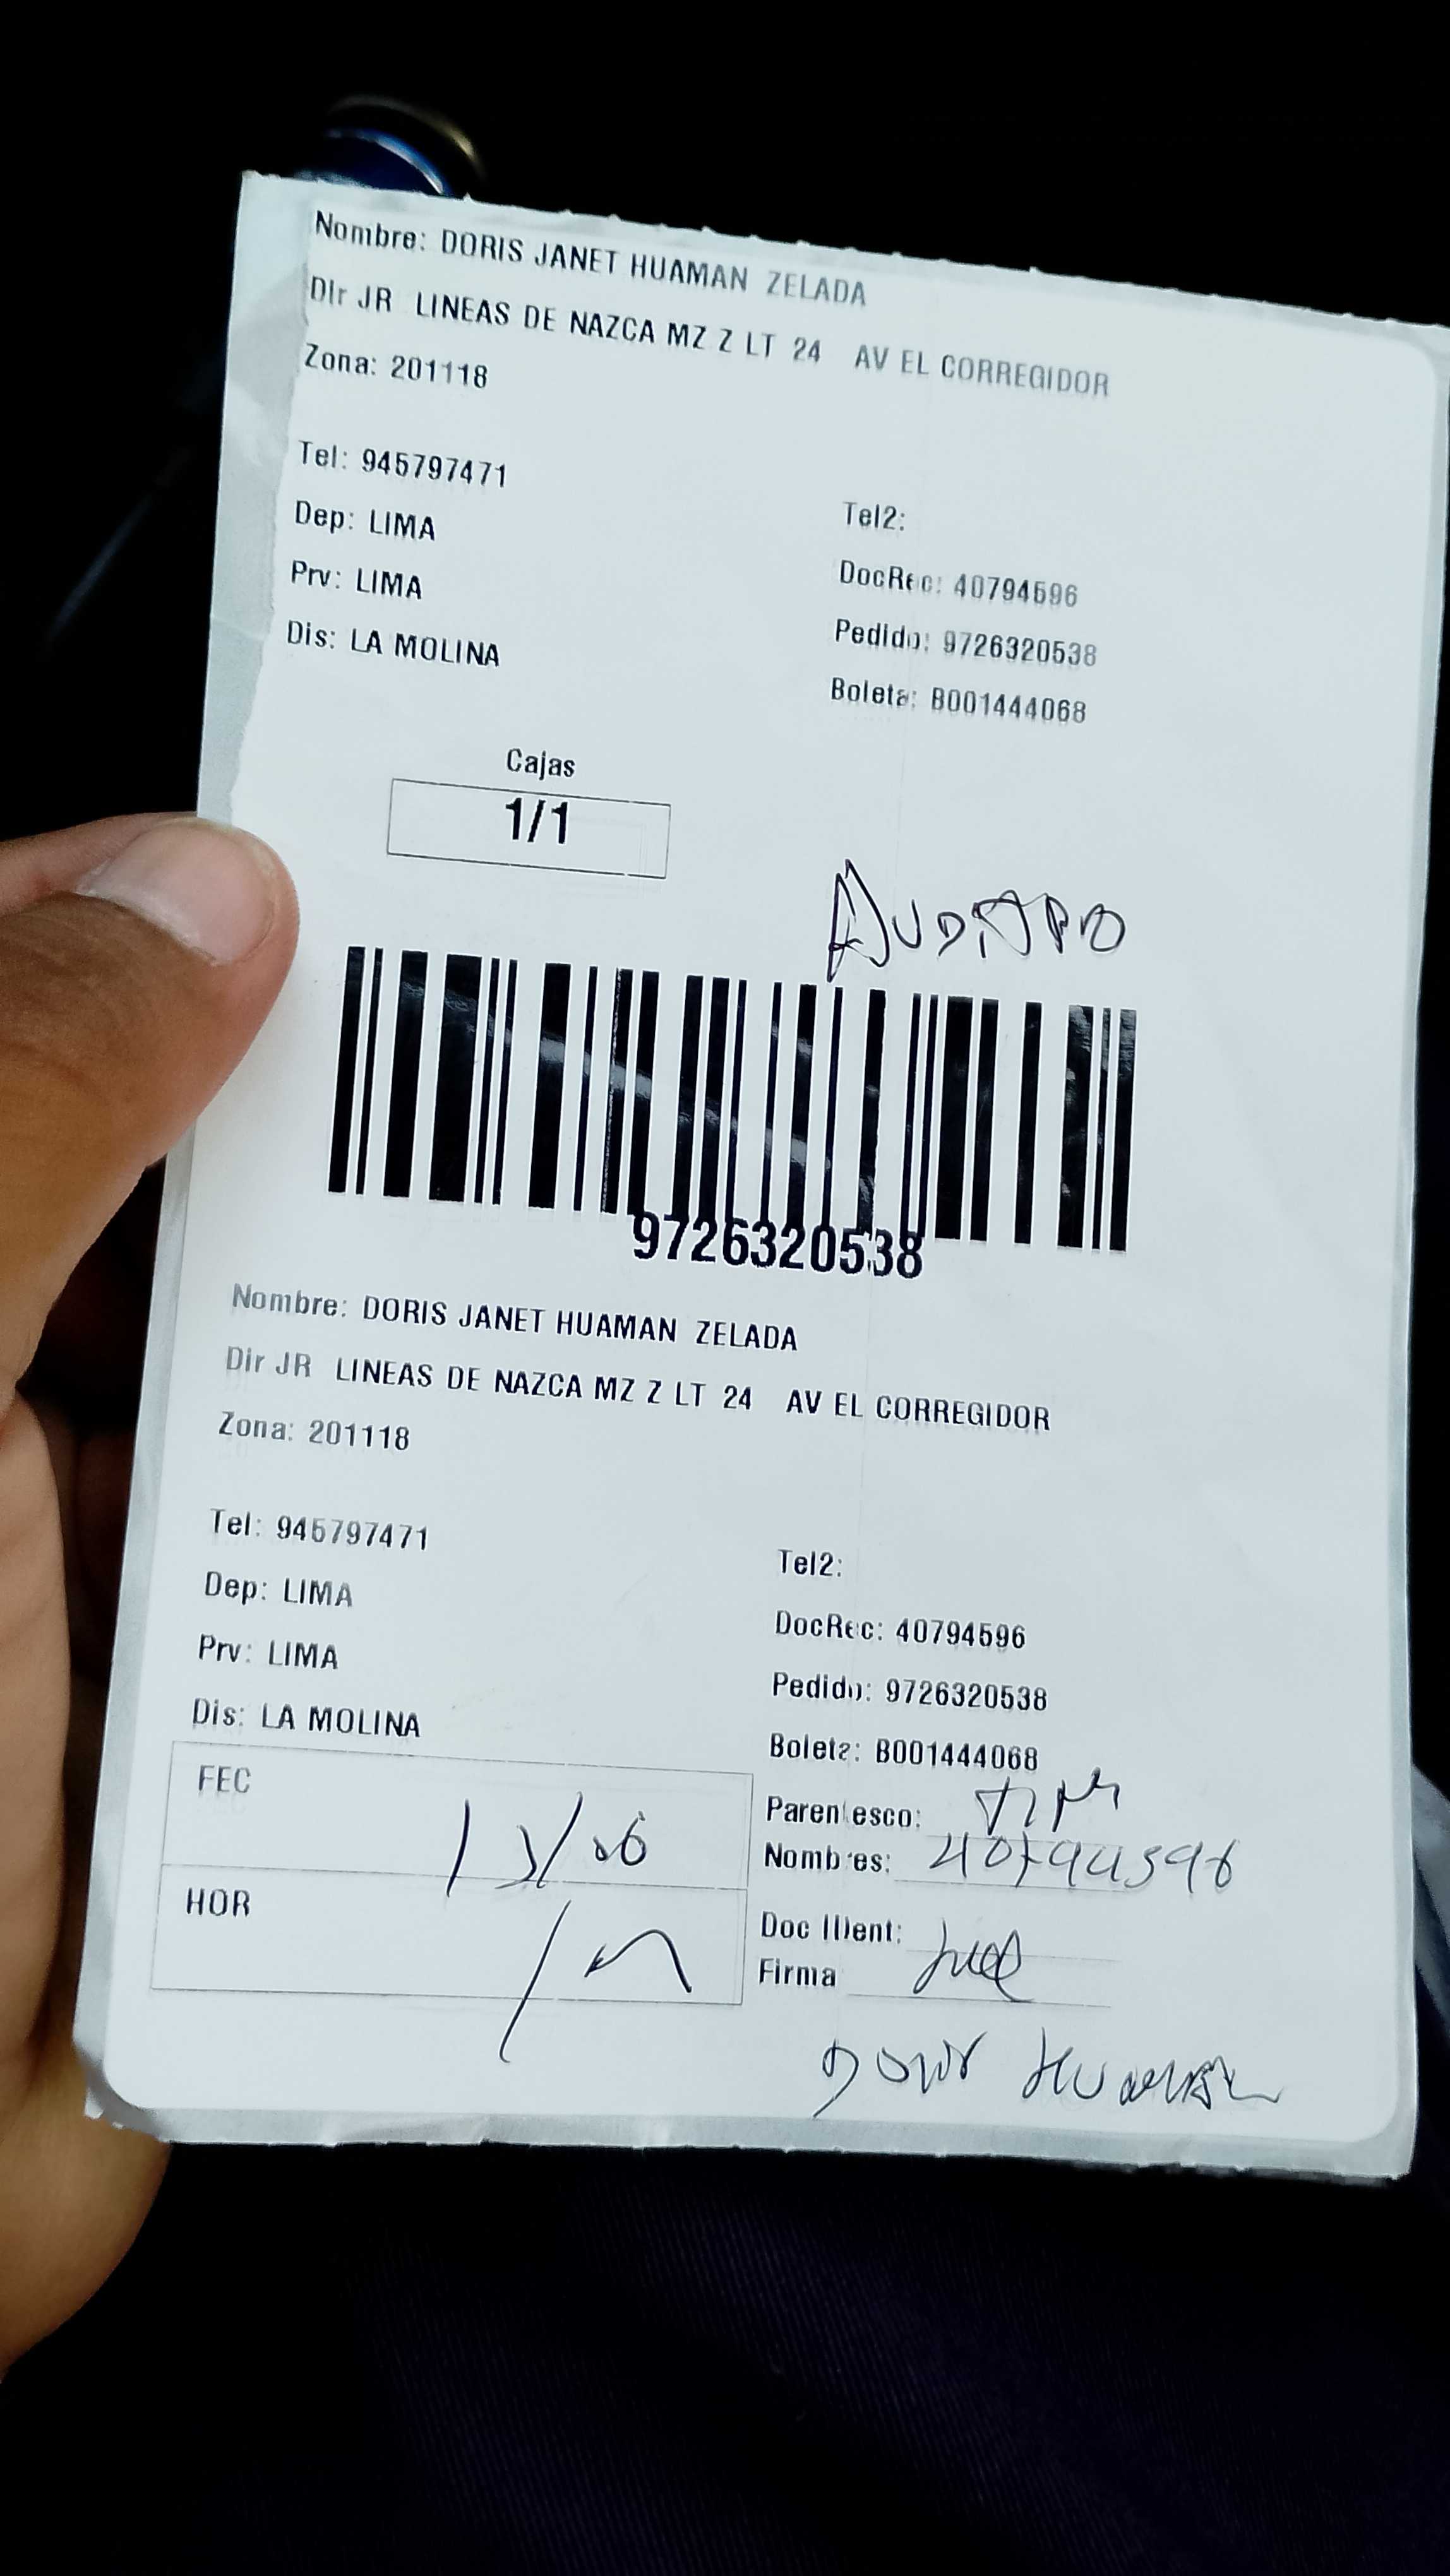 Nombre: DORIS JANET HUAMAN ZELADA
Dir JR LINEAS DE NAZCA MZ Z LT 24 AV EL CORREGIDOR
Zona: 201118
Tel: 945797471
Tel2:
Dep: LIMA
DocRec: 40794596
Prv: LIMA
Pedido: 9726320538
Dis: LA MOLINA
Boleta: B001444068
Cajas
1/1
9726320538
Nombre: DORIS JANET HUAMAN ZELADA
Dir JR LINEAS DE NAZCA MZ Z LT 24 AV EL CORREGIDOR
Zona: 201118
Tel: 945797471
Tel2:
Dep: LIMA
DocRec: 40794596
Prv: LIMA
Pedido: 9726320538
Dis: LA MOLINA
Boleta: B001444068
FEC
Parentesco:
Nombres: 40794596
HOR
Doc Ident:
Firma
Huaman